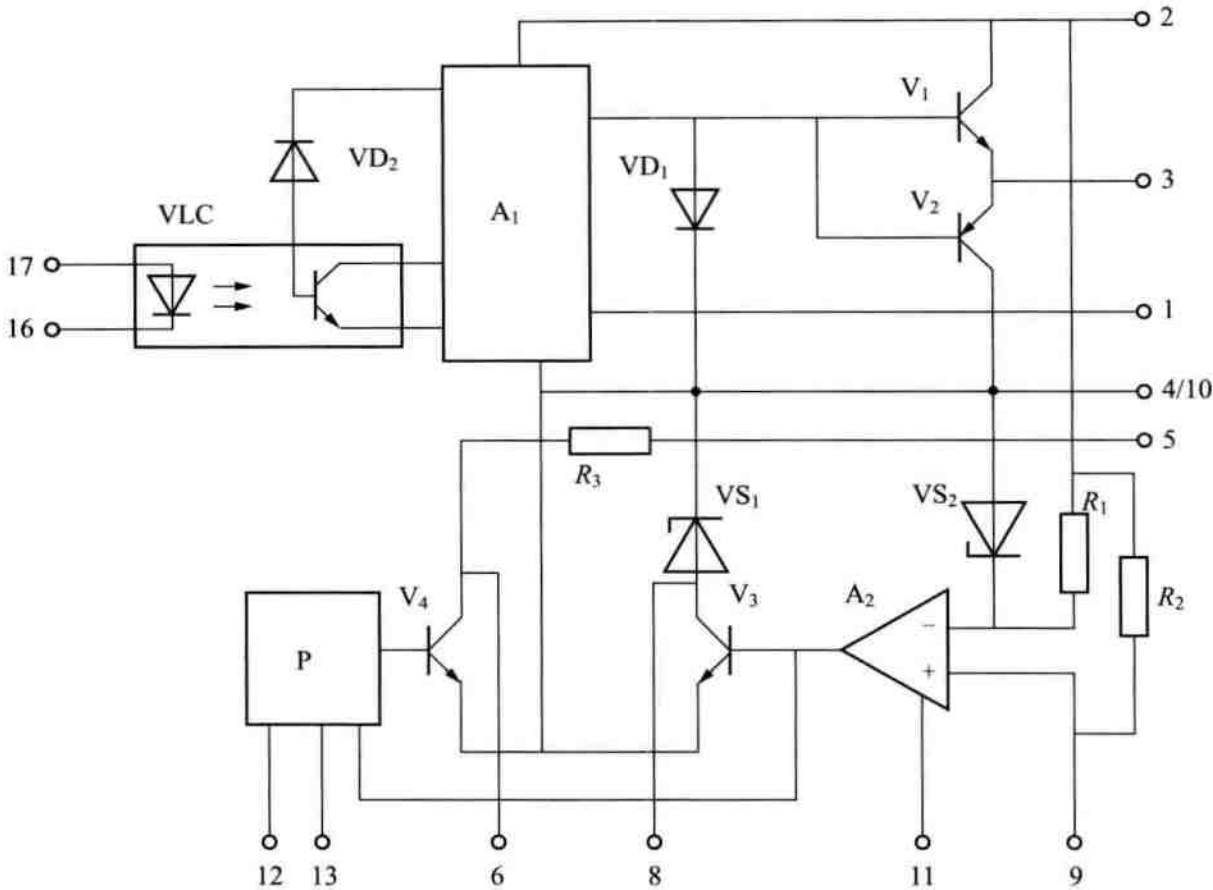 2
V₁
VD₂
VD₁
3
A₁
V₂
VLC
17
16
1
4/10
5
R₃
VS₁
VS₂
R₁
V₄
V₃
A₂
R₂
−
P
+
12
13
6
8
11
9